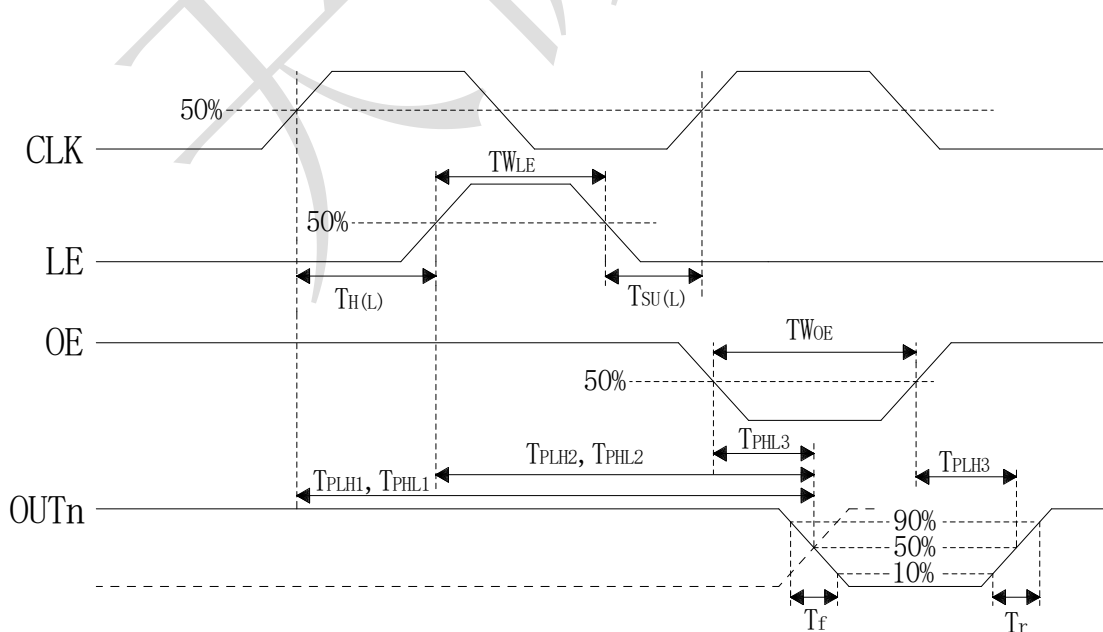 50%
CLK
TWLE
50%
LE
TH(L)
TSU(L)
OE
TWOE
50%
TPHL3
TPLH2, TPHL2
TPLH3
TPLH1, TPHL1
OUTn
90%
50%
10%
Tf
Tr